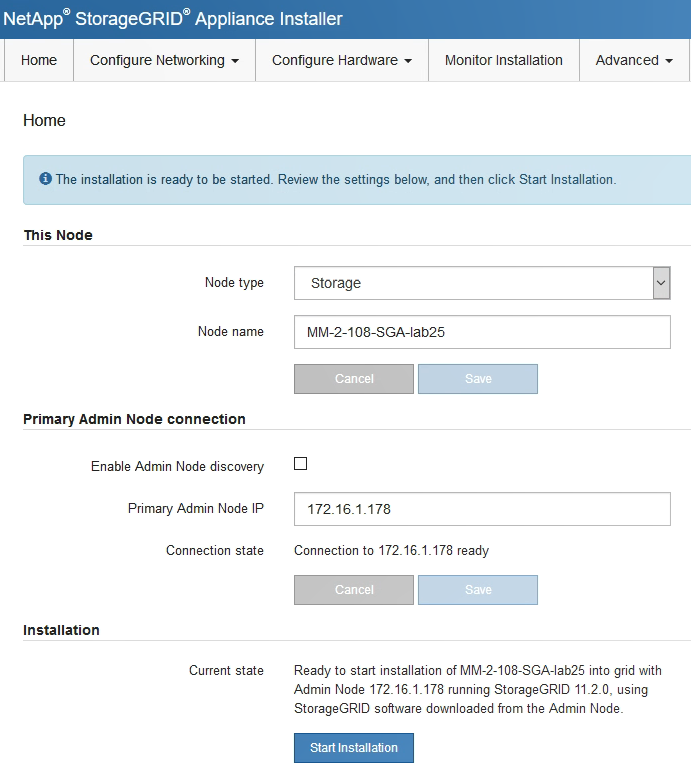 NetApp® StorageGRID® Appliance Installer
Home Configure Networking Configure Hardware Monitor Installation Advanced
Home
The installation is ready to be started. Review the settings below, and then click Start Installation.
This Node
Node type Storage
Node name MM-2-108-SGA-lab25
Cancel Save
Primary Admin Node connection
Enable Admin Node discovery
Primary Admin Node IP 172.16.1.178
Connection state Connection to 172.16.1.178 ready
Cancel Save
Installation
Current state Ready to start installation of MM-2-108-SGA-lab25 into grid with
Admin Node 172.16.1.178 running StorageGRID 11.2.0, using
StorageGRID software downloaded from the Admin Node.
Start Installation